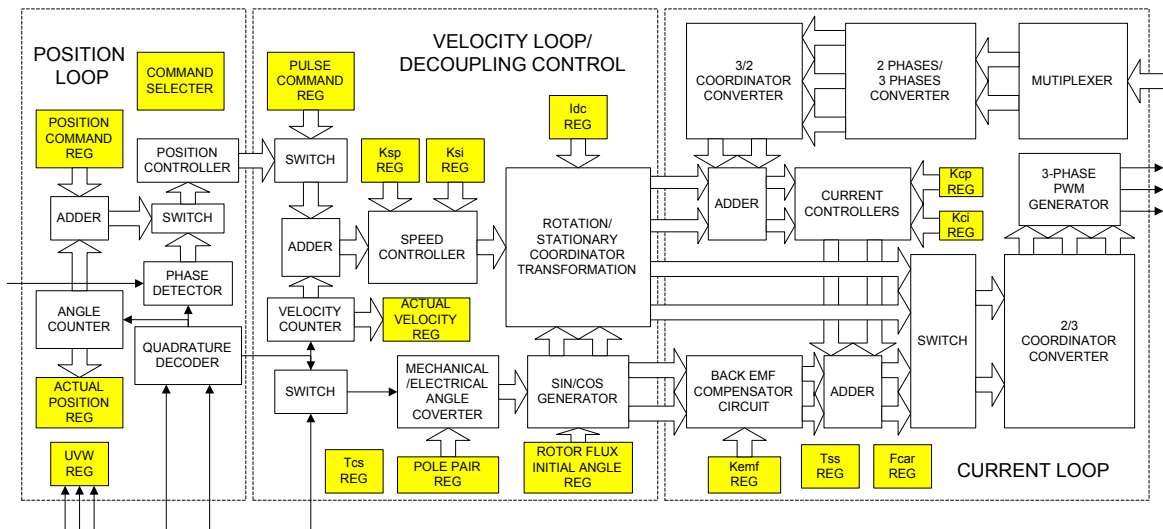 POSITION
LOOP
COMMAND
SELECTER
POSITION
COMMAND
REG
POSITION
CONTROLLER
ADDER
SWITCH
PHASE
DETECTOR
ANGLE
COUNTER
QUADRATURE
DECODER
ACTUAL
POSITION
REG
UVW
REG
VELOCITY LOOP/
DECOUPLING CONTROL
PULSE
COMMAND
REG
SWITCH
Ksp
REG
Ksi
REG
Idc
REG
ADDER
SPEED
CONTROLLER
ROTATION/
STATIONARY
COORDINATOR
TRANSFORMATION
VELOCITY
COUNTER
ACTUAL
VELOCITY
REG
SWITCH
MECHANICAL
/ELECTRICAL
ANGLE
COVERTER
SIN/COS
GENERATOR
Tcs
REG
POLE PAIR
REG
ROTOR FLUX
INITIAL ANGLE
REG
3/2
COORDINATOR
CONVERTER
2 PHASES/
3 PHASES
CONVERTER
MUTIPLEXER
ADDER
CURRENT
CONTROLLERS
Kcp
REG
Kci
REG
3-PHASE
PWM
GENERATOR
SWITCH
2/3
COORDINATOR
CONVERTER
BACK EMF
COMPENSATOR
CIRCUIT
ADDER
Kemf
REG
Tss
REG
Fcar
REG
CURRENT LOOP